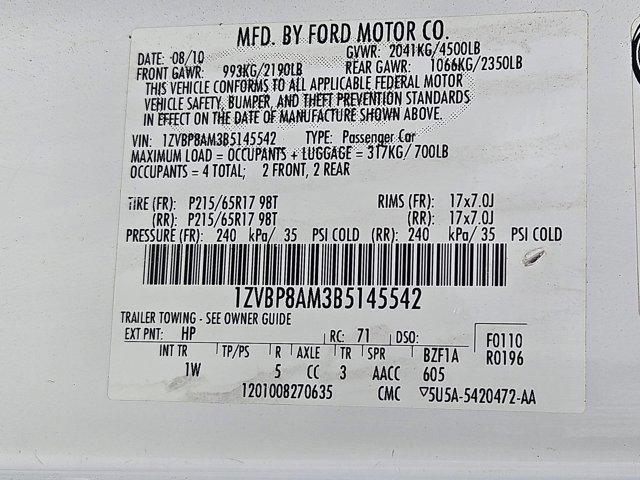 MFD. BY FORD MOTOR CO.
DATE: 08/10 GVWR: 2041KG/4500LB
FRONT GAWR: 993KG/2190LB REAR GAWR: 1066KG/2350LB
THIS VEHICLE CONFORMS TO ALL APPLICABLE FEDERAL MOTOR
VEHICLE SAFETY, BUMPER, AND THEFT PREVENTION STANDARDS
IN EFFECT ON THE DATE OF MANUFACTURE SHOWN ABOVE.
VIN: 1ZVBP8AM3B5145542 TYPE: Passenger Car
MAXIMUM LOAD = OCCUPANTS + LUGGAGE = 317KG/700LB
OCCUPANTS = 4 TOTAL; 2 FRONT, 2 REAR
TIRE (FR): P215/65R17 98T RIMS (FR): 17x7.0J
(RR): P215/65R17 98T (RR): 17x7.0J
PRESSURE (FR): 240 kPa/ 35 PSI COLD (RR): 240 kPa/ 35 PSI COLD
1ZVBP8AM3B5145542
TRAILER TOWING - SEE OWNER GUIDE
EXT PNT: HP RC: 71 DSO: F0110
INT TR TP/PS R AXLE TR SPR BZF1A R0196
1W 5 CC 3 AACC 605
1201008270635 CMC ▽5U5A-5420472-AA